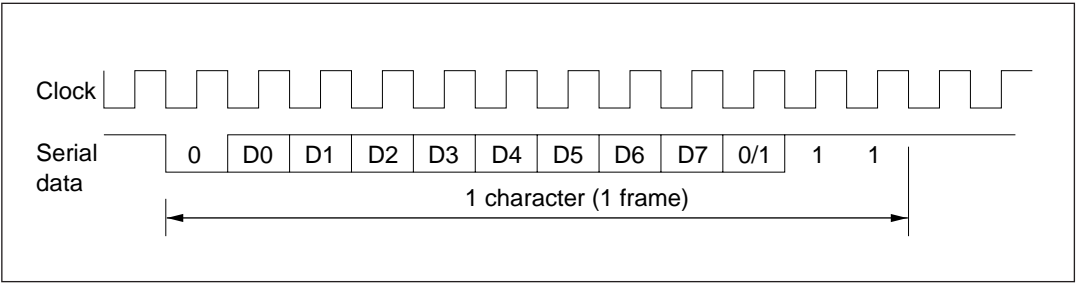 Clock
Serial data
0 D0 D1 D2 D3 D4 D5 D6 D7 0/1 1 1
1 character (1 frame)